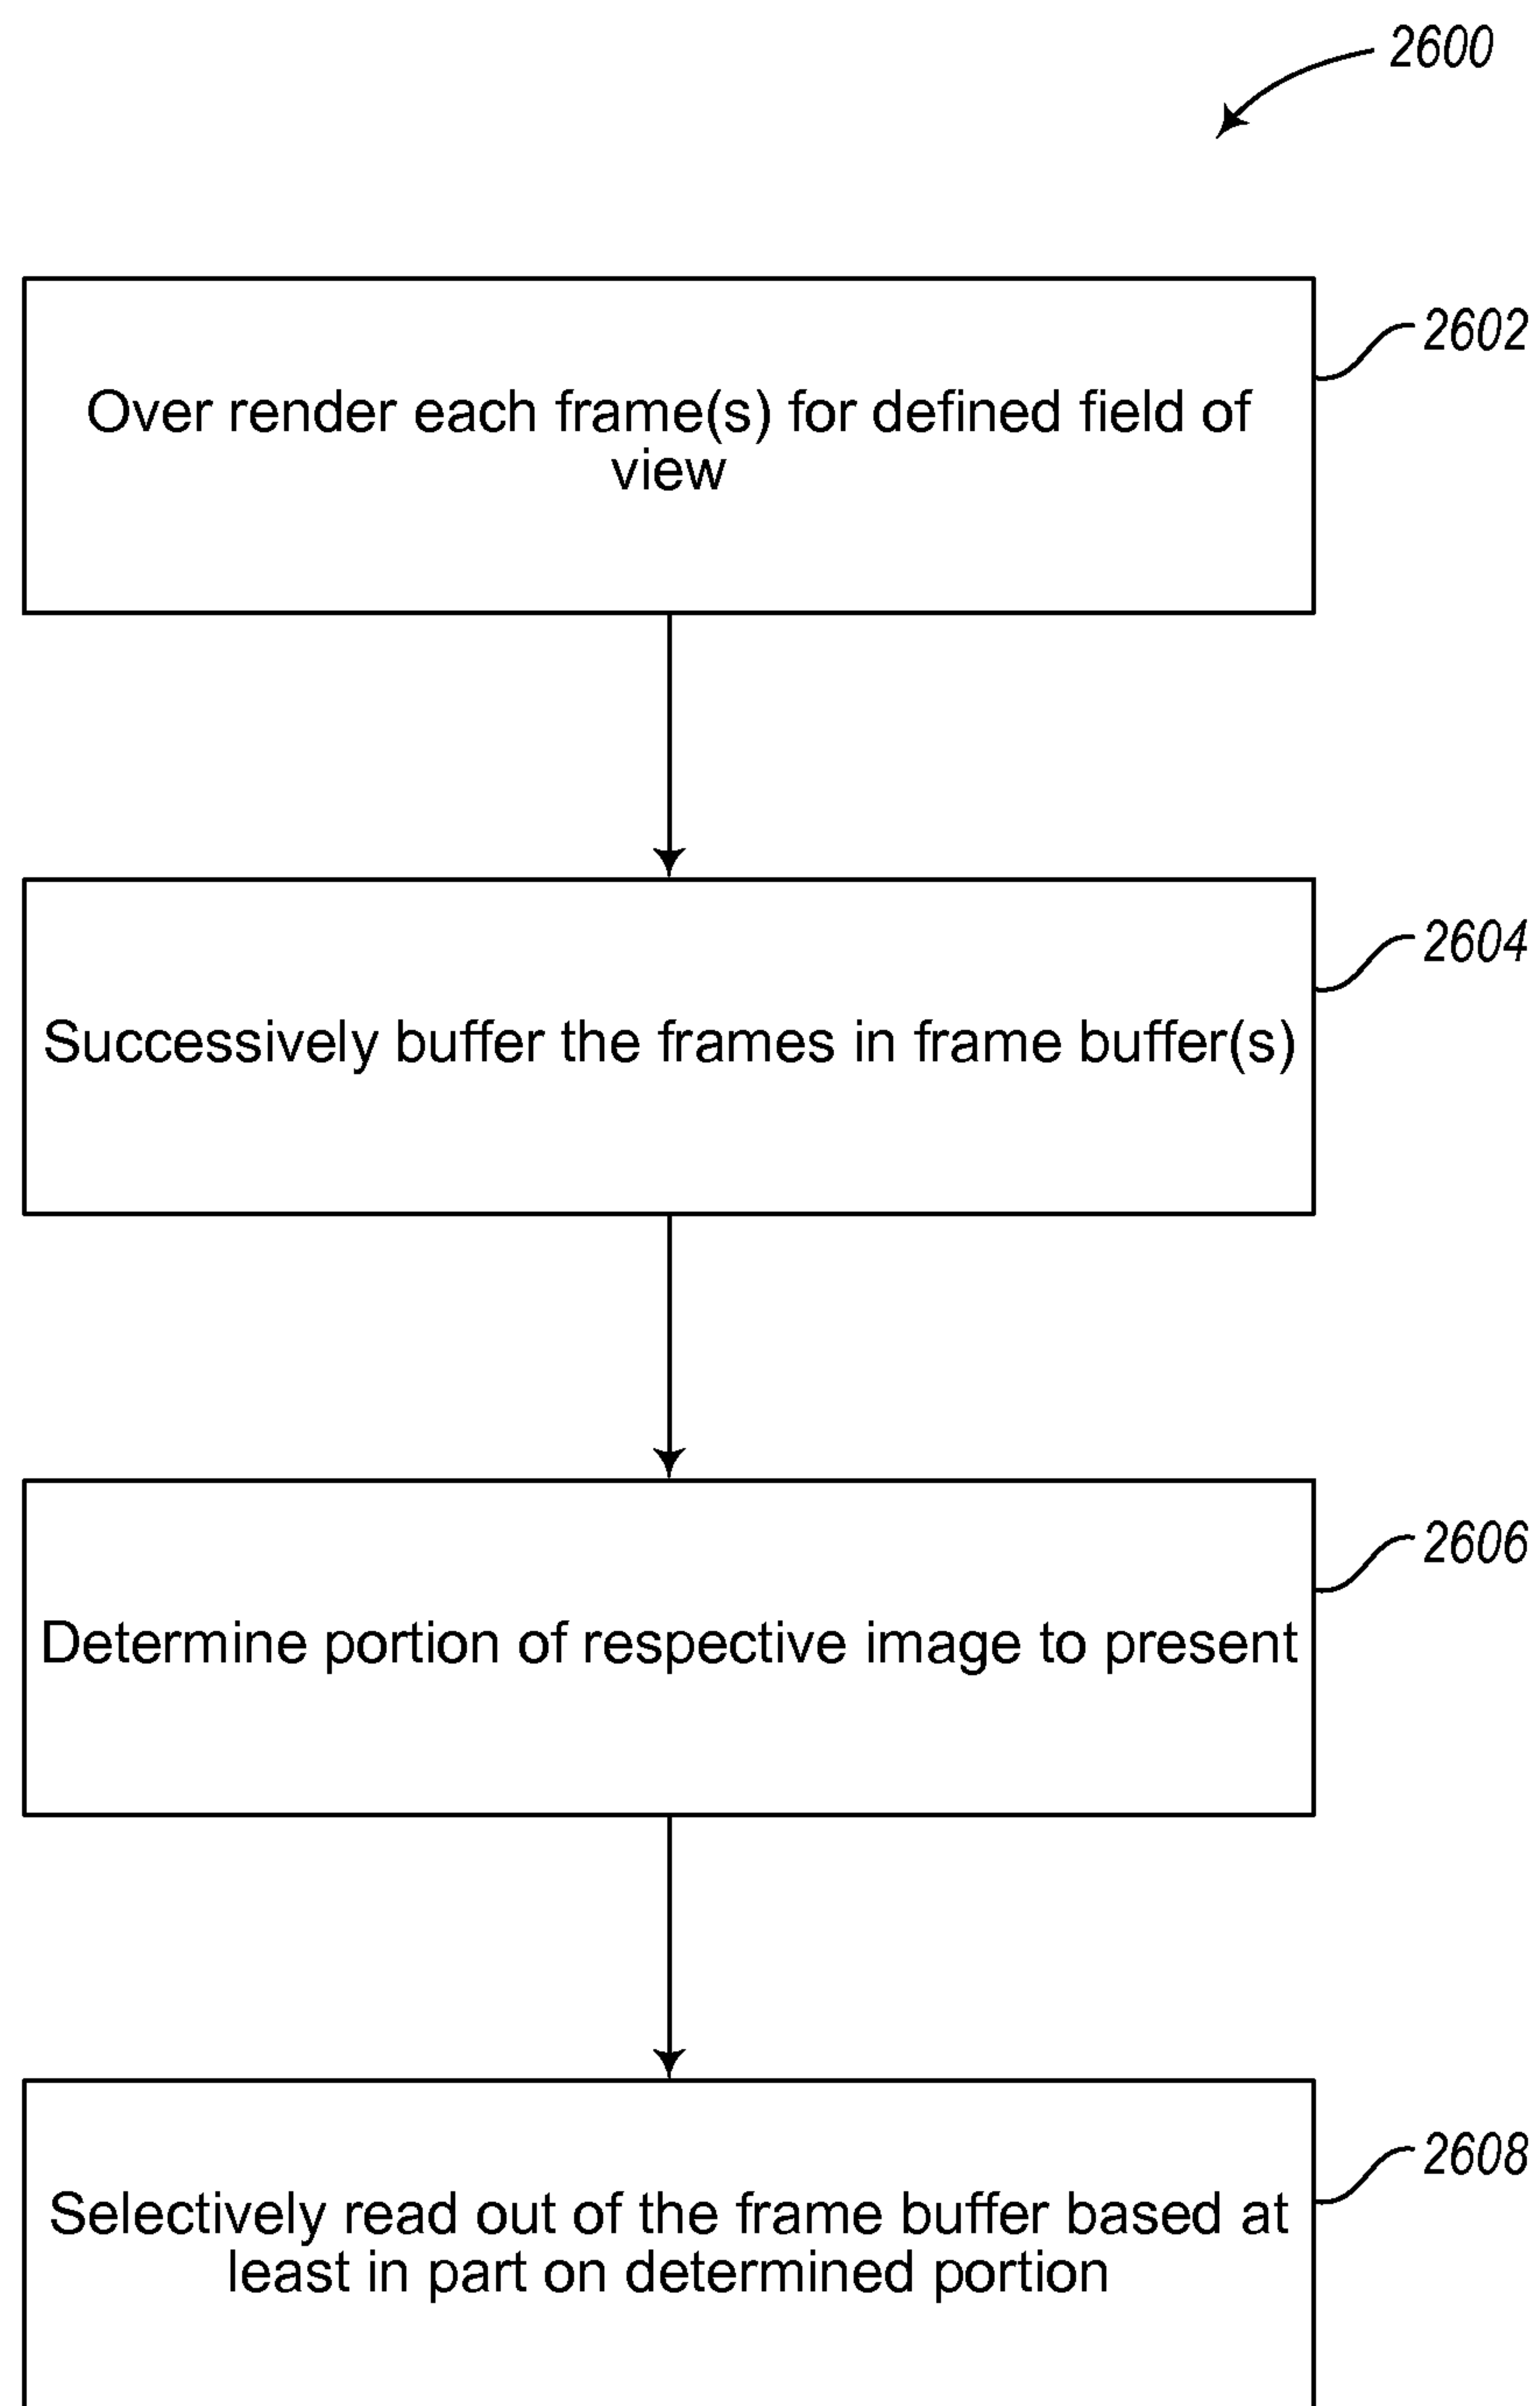 2600
2602
Over render each frame(s) for defined field of
view
2604
Successively buffer the frames in frame buffer(s)
2606
Determine portion of respective image to present
2608
Selectively read out of the frame buffer based at
least in part on determined portion